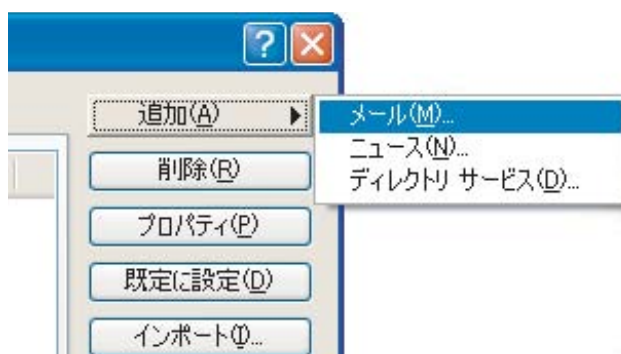 追加(A)
メール(M)...
ニュース(N)...
ディレクトリ サービス(D)...
削除(R)
プロパティ(P)
既定に設定(D)
インポート(I)...